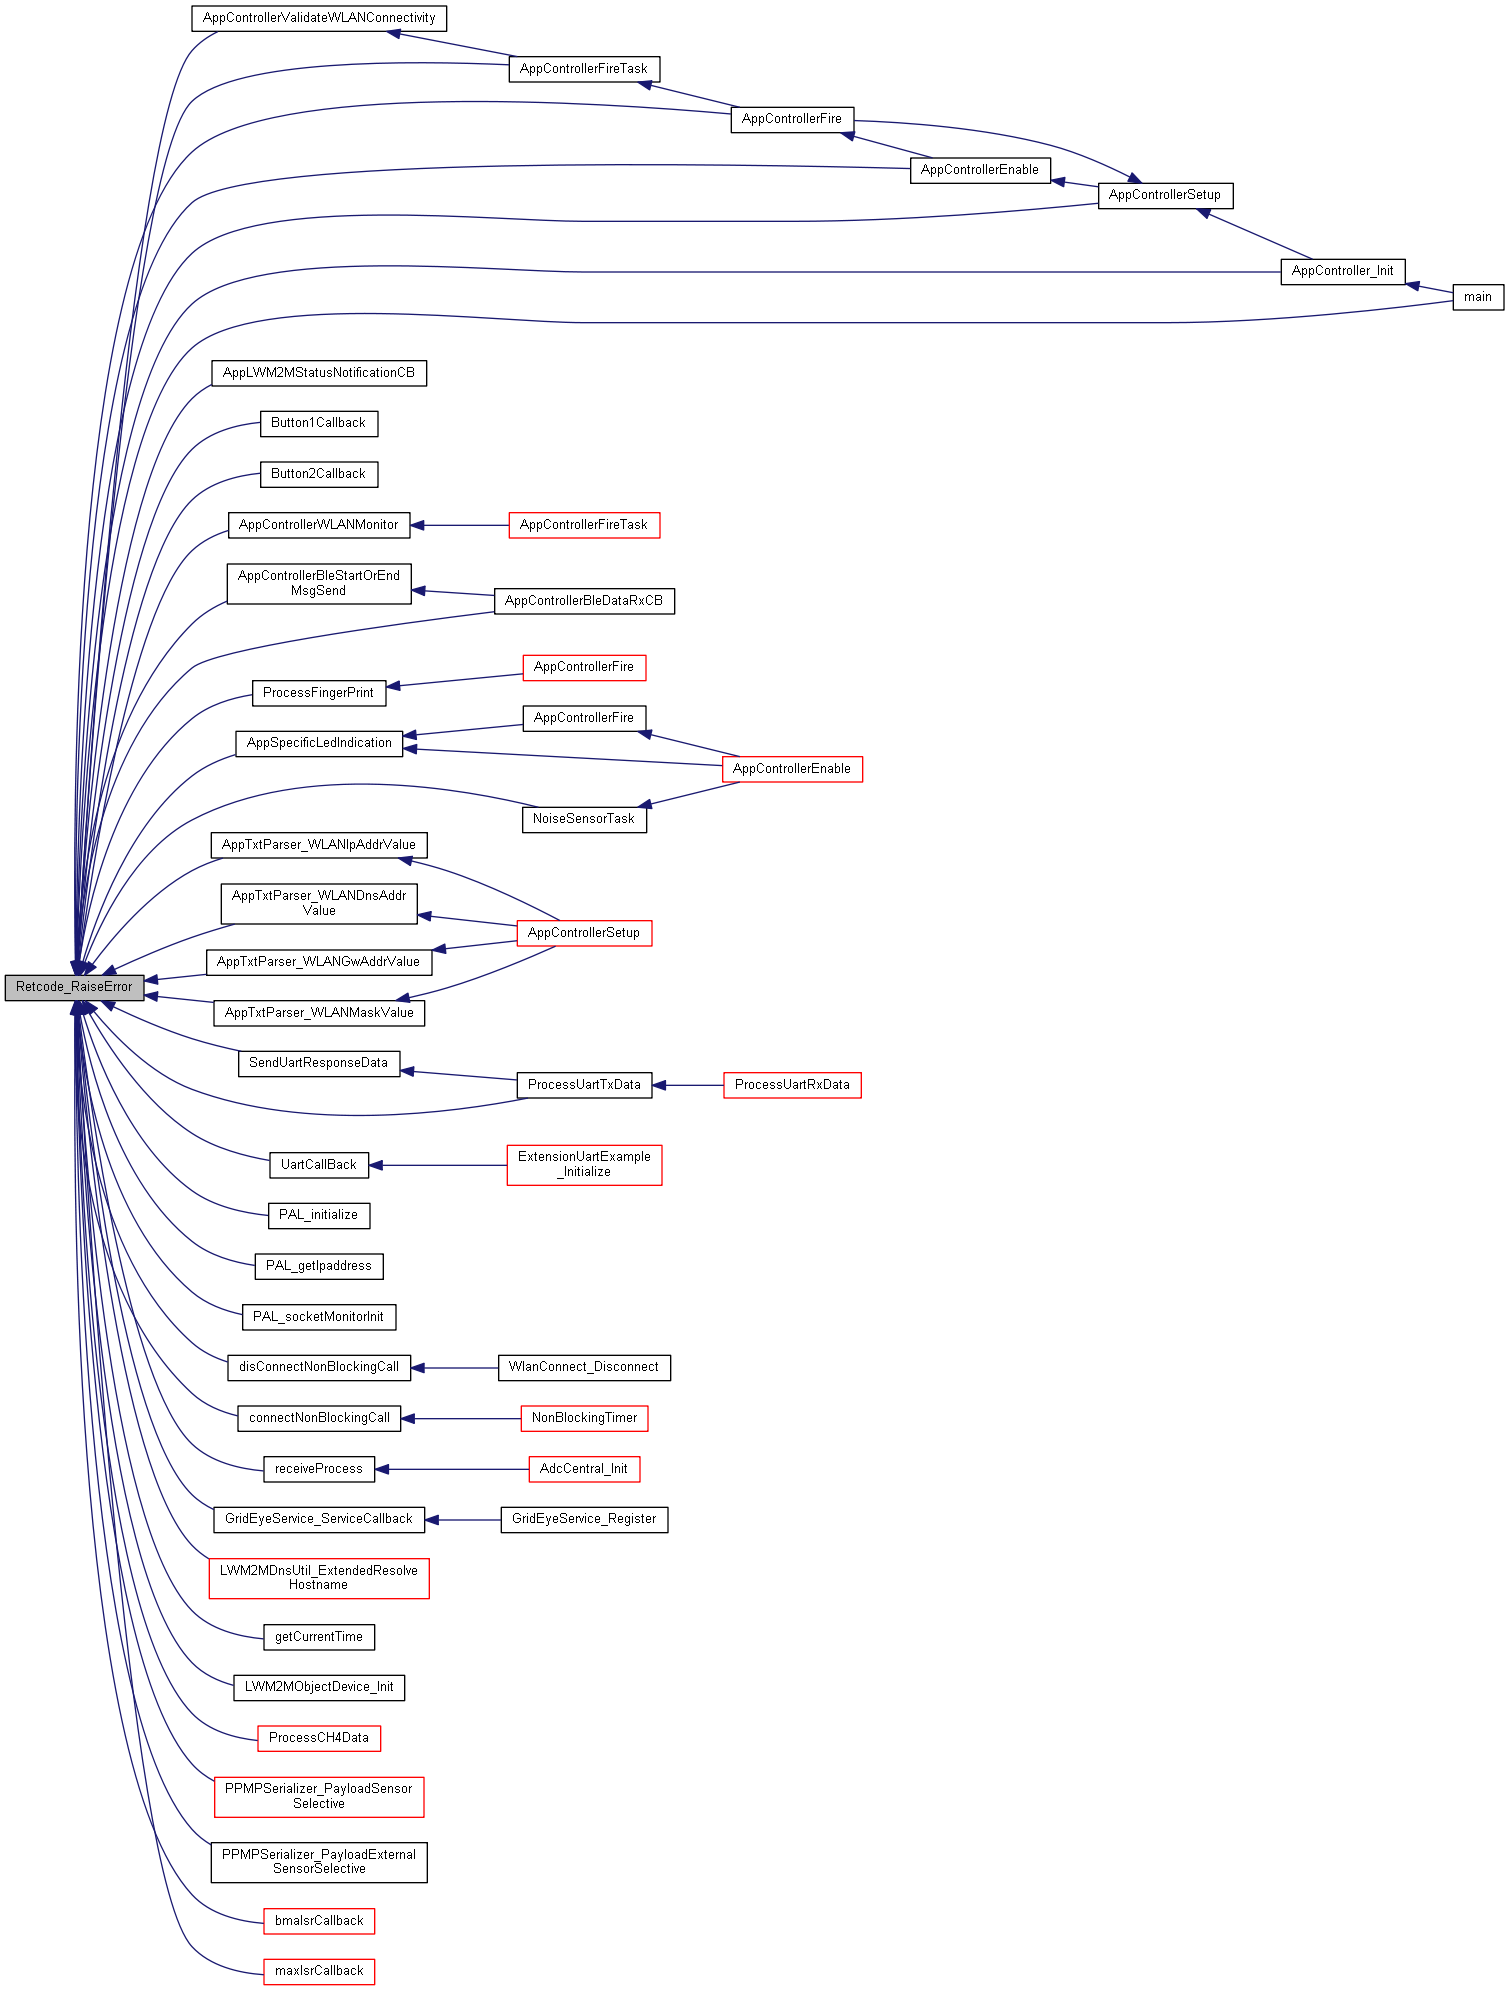 AppControllerValidateWLANConnectivity
AppControllerFireTask
AppControllerFire
AppControllerEnable
AppControllerSetup
AppController_Init
main
AppLWM2MStatusNotificationCB
Button1Callback
Button2Callback
AppControllerWLANMonitor
AppControllerFireTask
AppControllerBleStartOrEnd
MsgSend
AppControllerBleDataRxCB
ProcessFingerPrint
AppControllerFire
AppSpecificLedIndication
AppControllerFire
AppControllerEnable
NoiseSensorTask
AppTxtParser_WLANIpAddrValue
AppTxtParser_WLANDnsAddr
Value
AppControllerSetup
AppTxtParser_WLANGwAddrValue
Retcode_RaiseError
AppTxtParser_WLANMaskValue
SendUartResponseData
ProcessUartTxData
ProcessUartRxData
UartCallBack
ExtensionUartExample
_Initialize
PAL_initialize
PAL_getIpaddress
PAL_socketMonitorInit
disConnectNonBlockingCall
WlanConnect_Disconnect
connectNonBlockingCall
NonBlockingTimer
receiveProcess
AdcCentral_Init
GridEyeService_ServiceCallback
GridEyeService_Register
LWM2MDnsUtil_ExtendedResolve
Hostname
getCurrentTime
LWM2MObjectDevice_Init
ProcessCH4Data
PPMPSerializer_PayloadSensor
Selective
PPMPSerializer_PayloadExternal
SensorSelective
bmaIsrCallback
maxIsrCallback